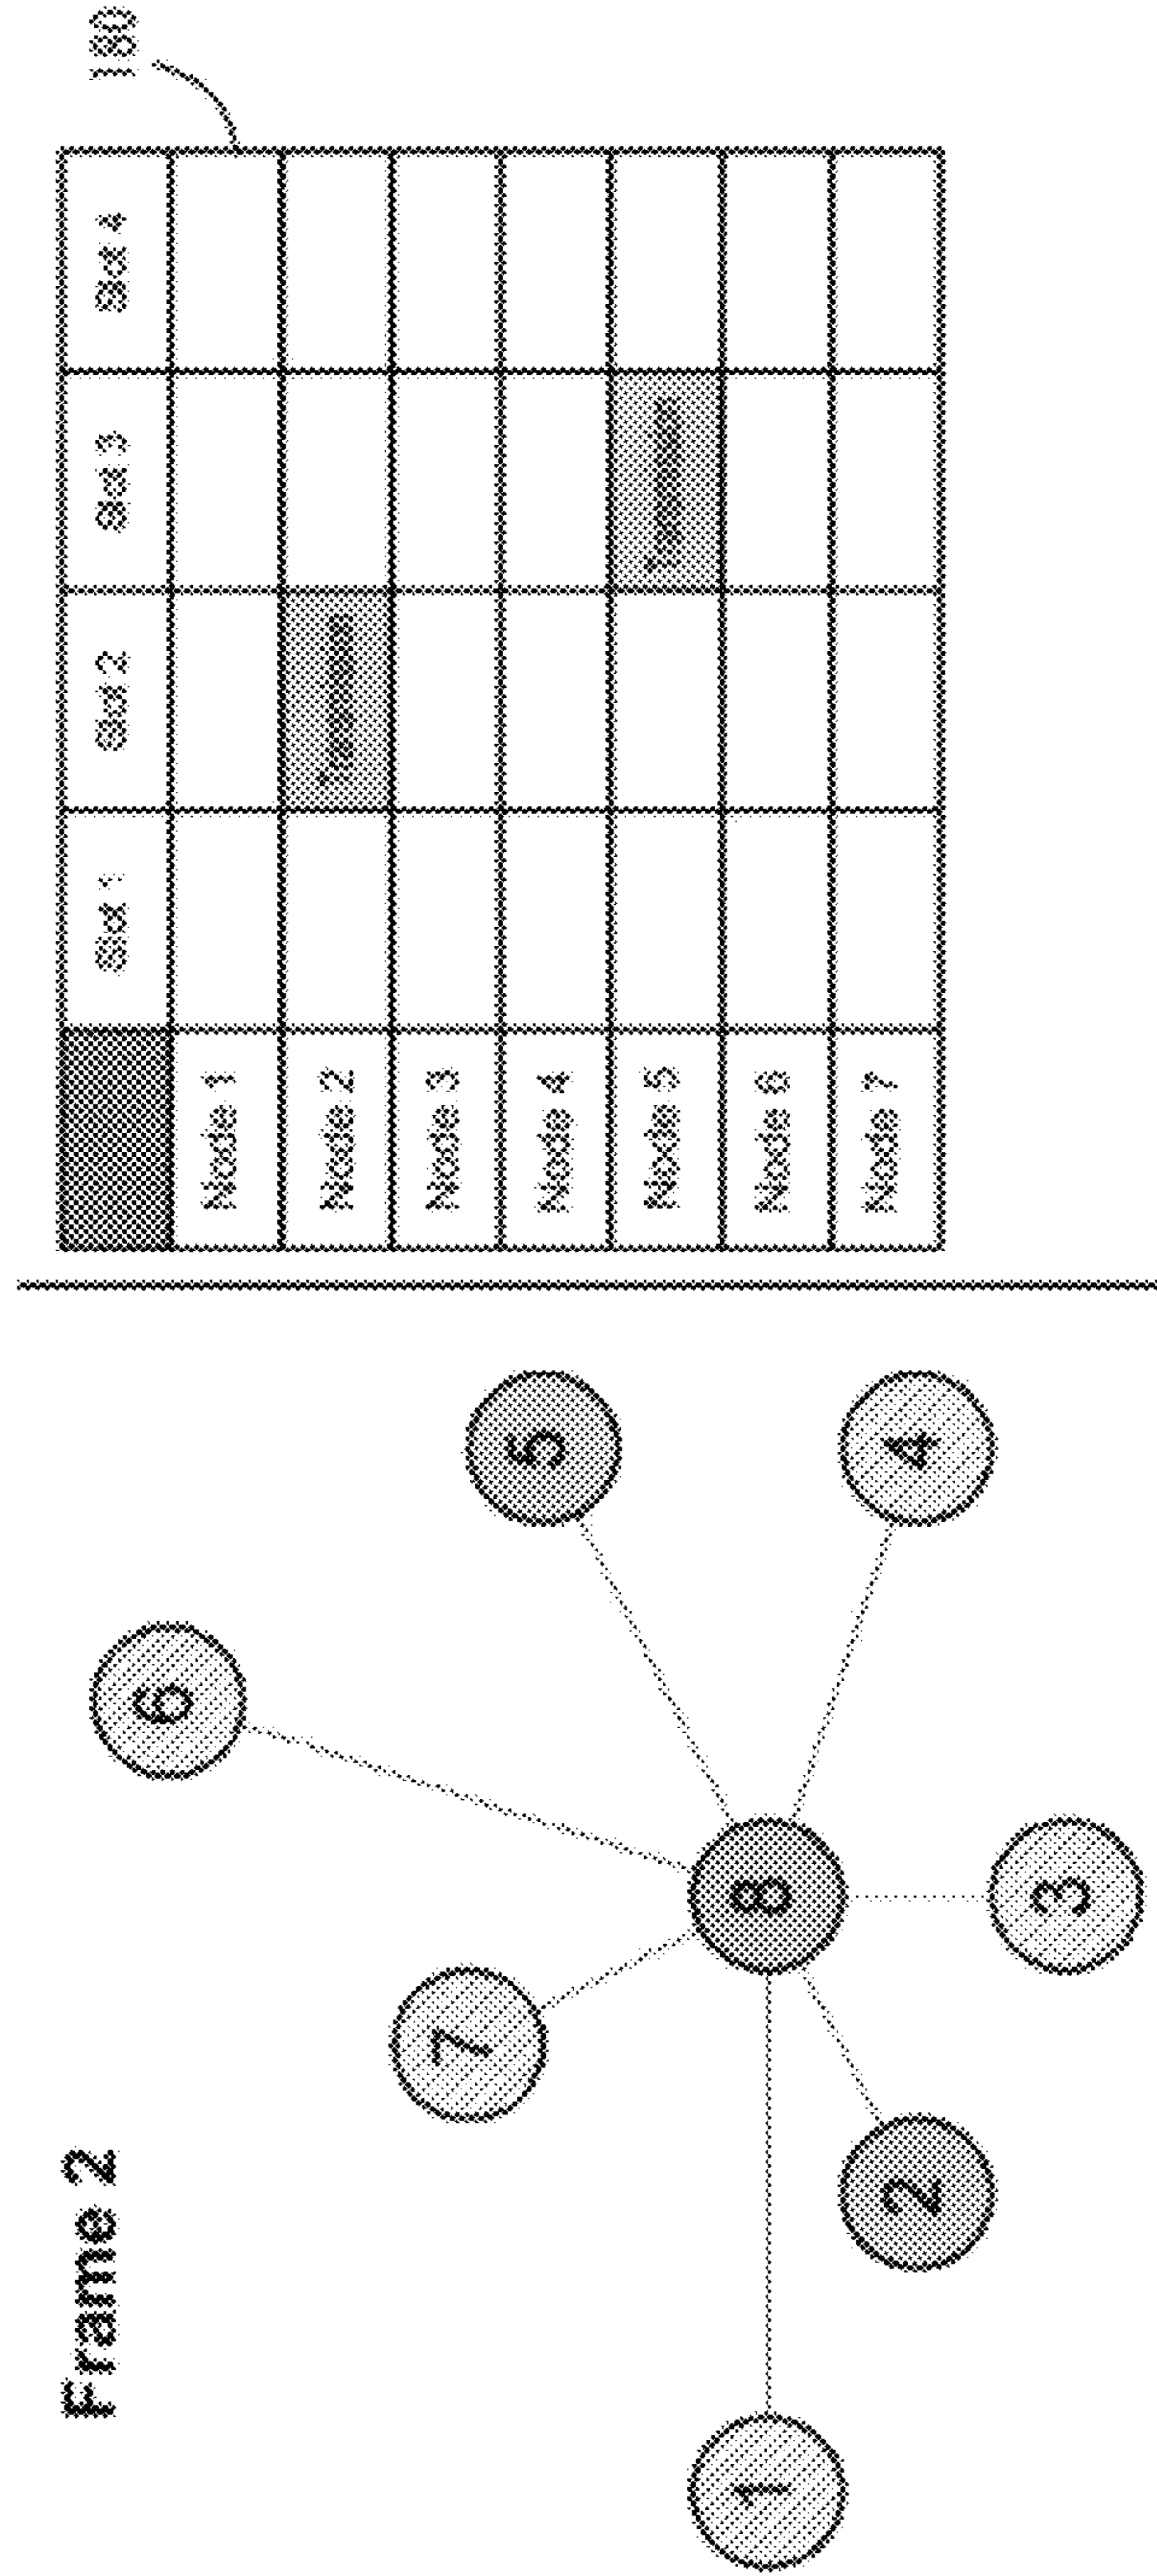 Frame 2
6
5
7
8
4
1
2
3
180
Slot 1 Slot 2 Slot 3 Slot 4
Node 1
Node 2
Node 3
Node 4
Node 5
Node 6
Node 7